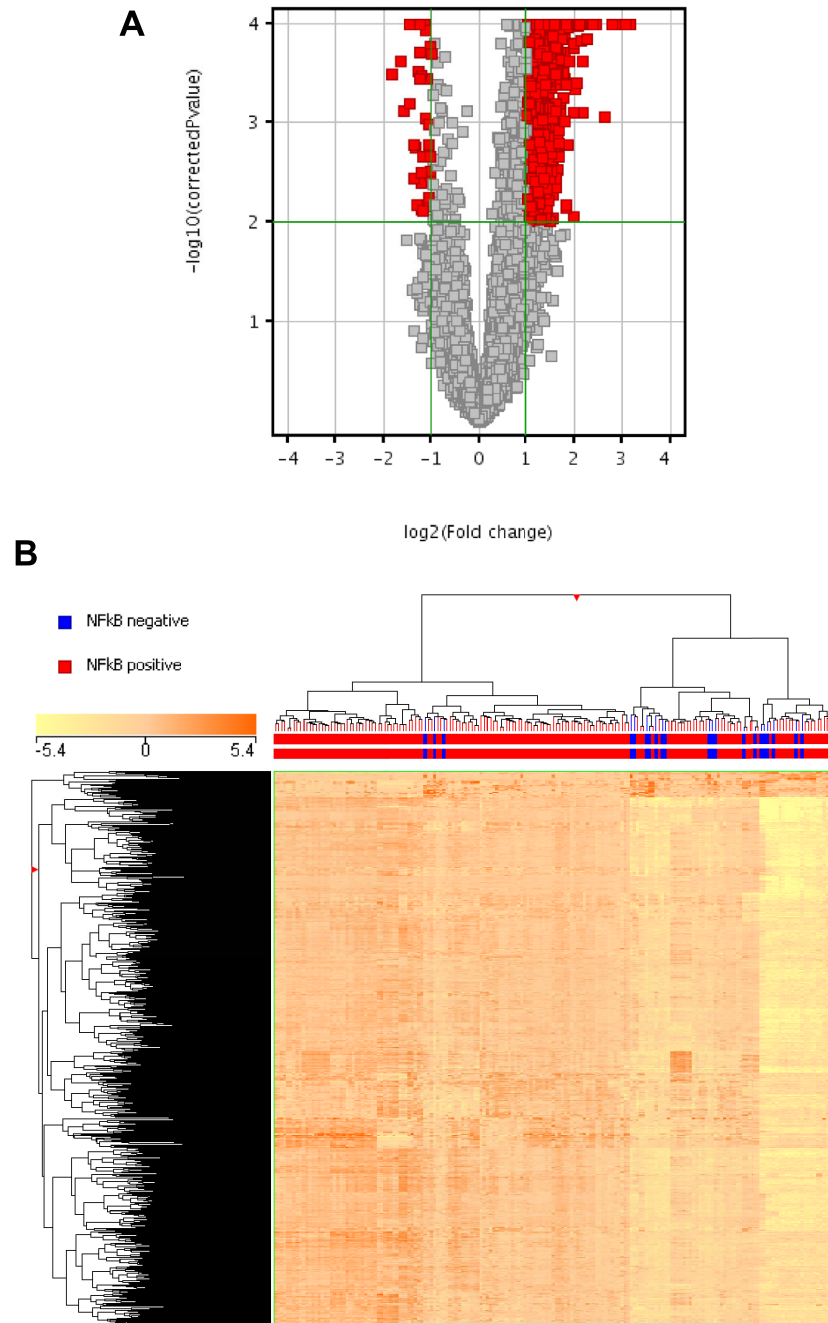 A
4
3
2
1
-log10(correctedPvalue)
-4 -3 -2 -1 0 1 2 3 4
log2(Fold change)
B
NFkB negative
NFkB positive
-5.4 0 5.4